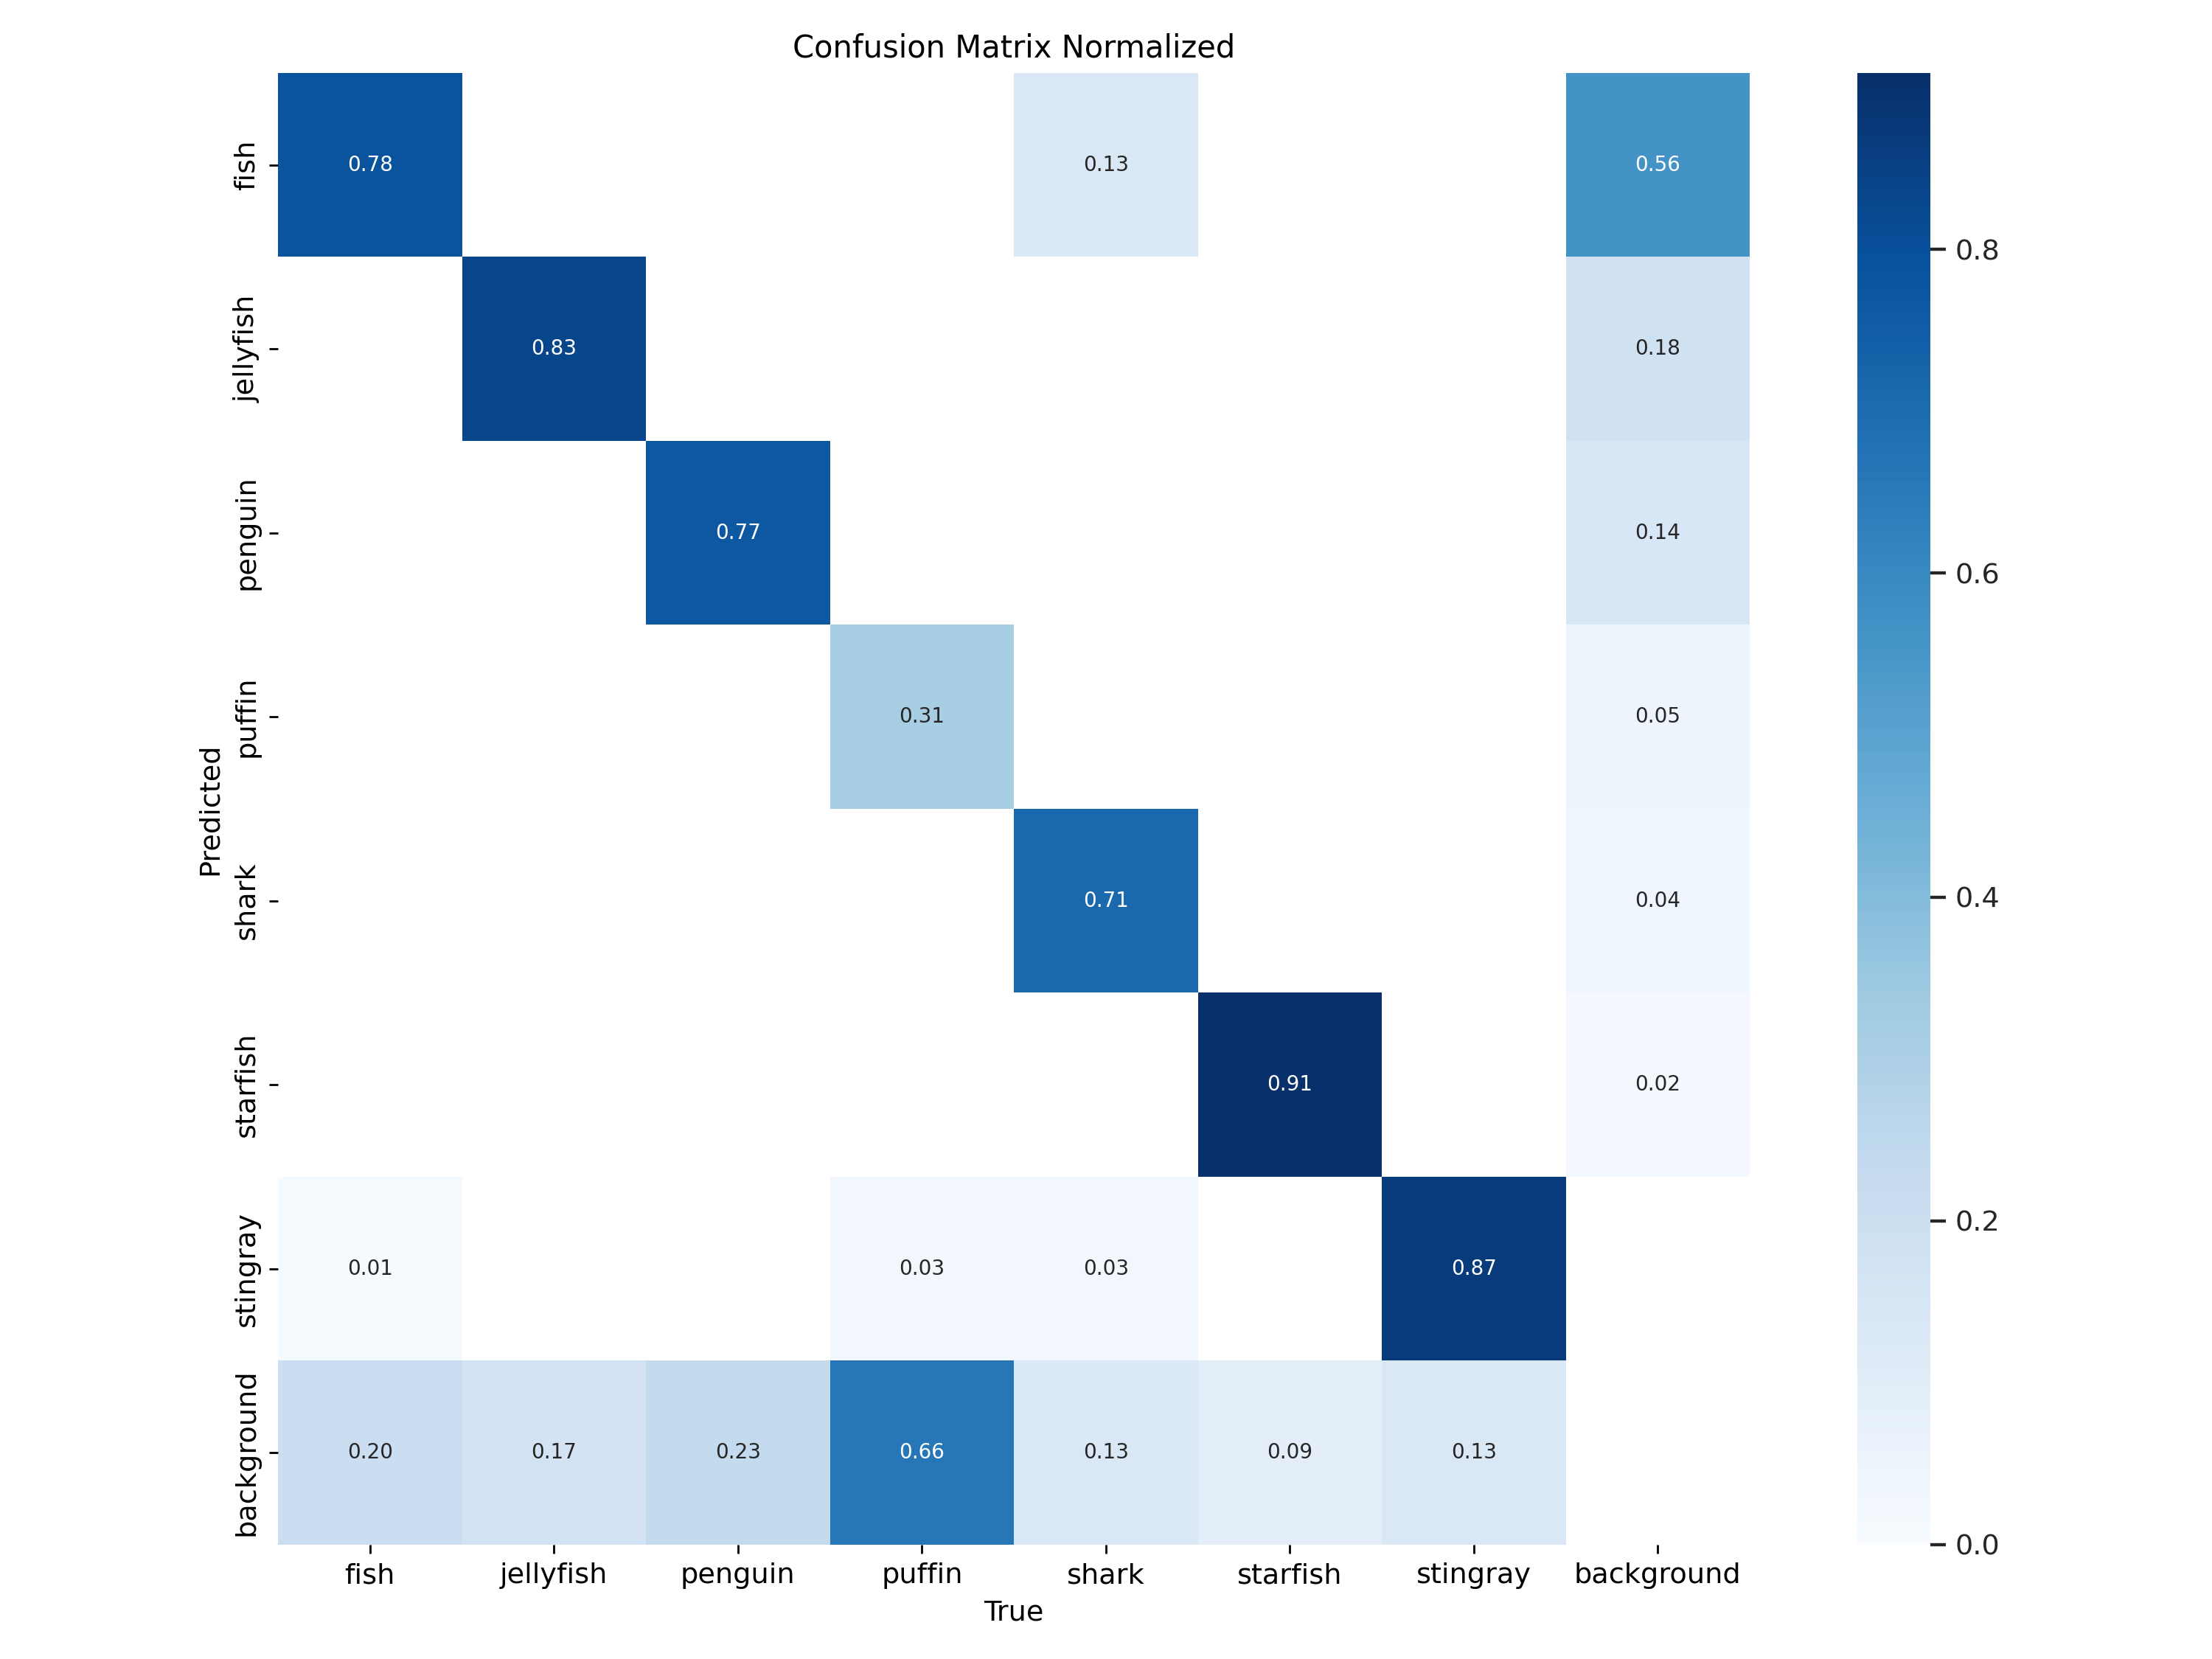 Confusion Matrix Normalized
fish 0.78 0.13 0.56
jellyfish 0.83 0.18
penguin 0.77 0.14
puffin 0.31 0.05
shark 0.71 0.04
starfish 0.91 0.02
stingray 0.01 0.03 0.03 0.87
background 0.20 0.17 0.23 0.66 0.13 0.09 0.13
fish jellyfish penguin puffin shark starfish stingray background
True
Predicted
0.8
0.6
0.4
0.2
0.0